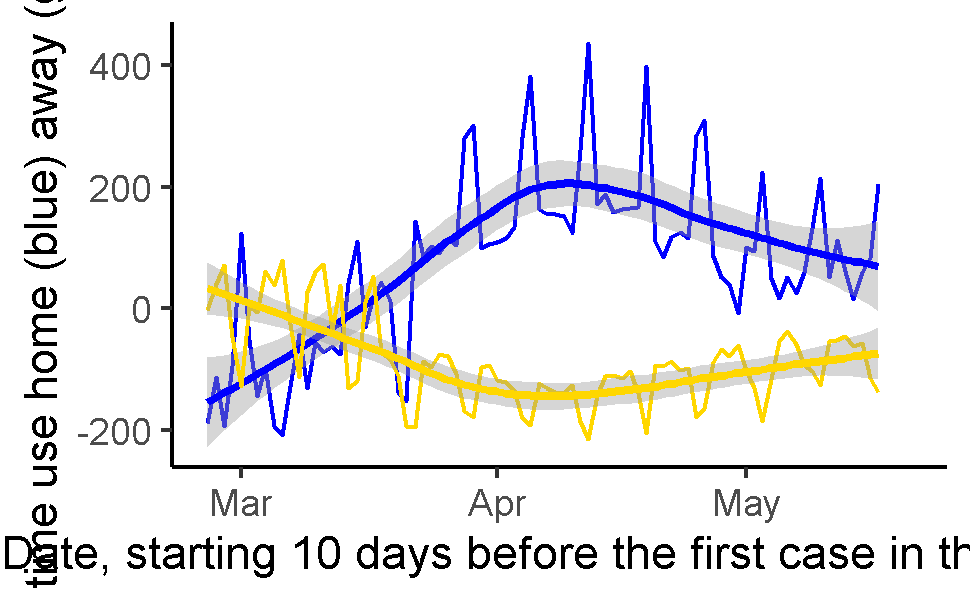 time use home (blue) away (
400
200
0
-200
Mar Apr May
Date, starting 10 days before the first case in th